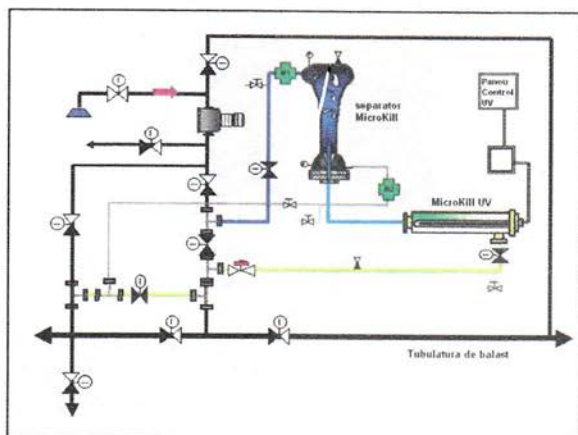 Panou
Control
UV
separator
MicroKill
MicroKill UV
Tubulatura de balast